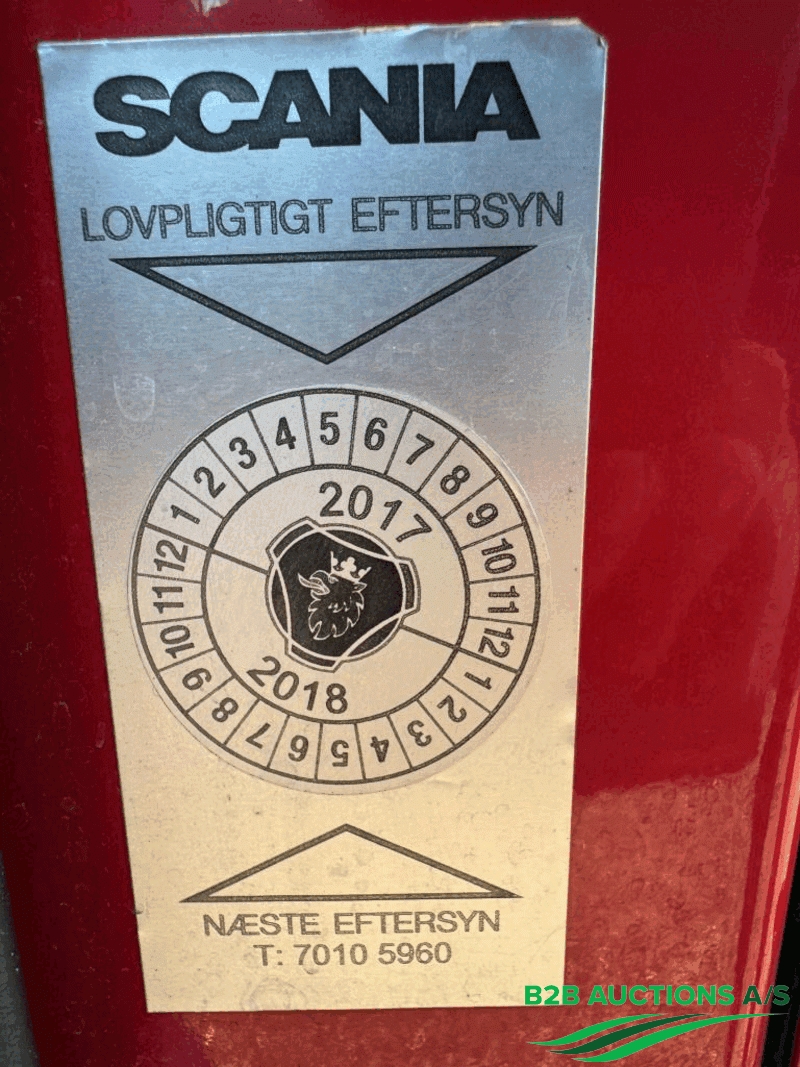 SCANIA
LOVPLIGTIGT EFTERSYN
1 2 3 4 5 6 7 8 9 10 11 12
2017
2018
1 2 3 4 5 6 7 8 9 10 11 12
NÆSTE EFTERSYN
T: 7010 5960
B2B AUCTIONS A/S